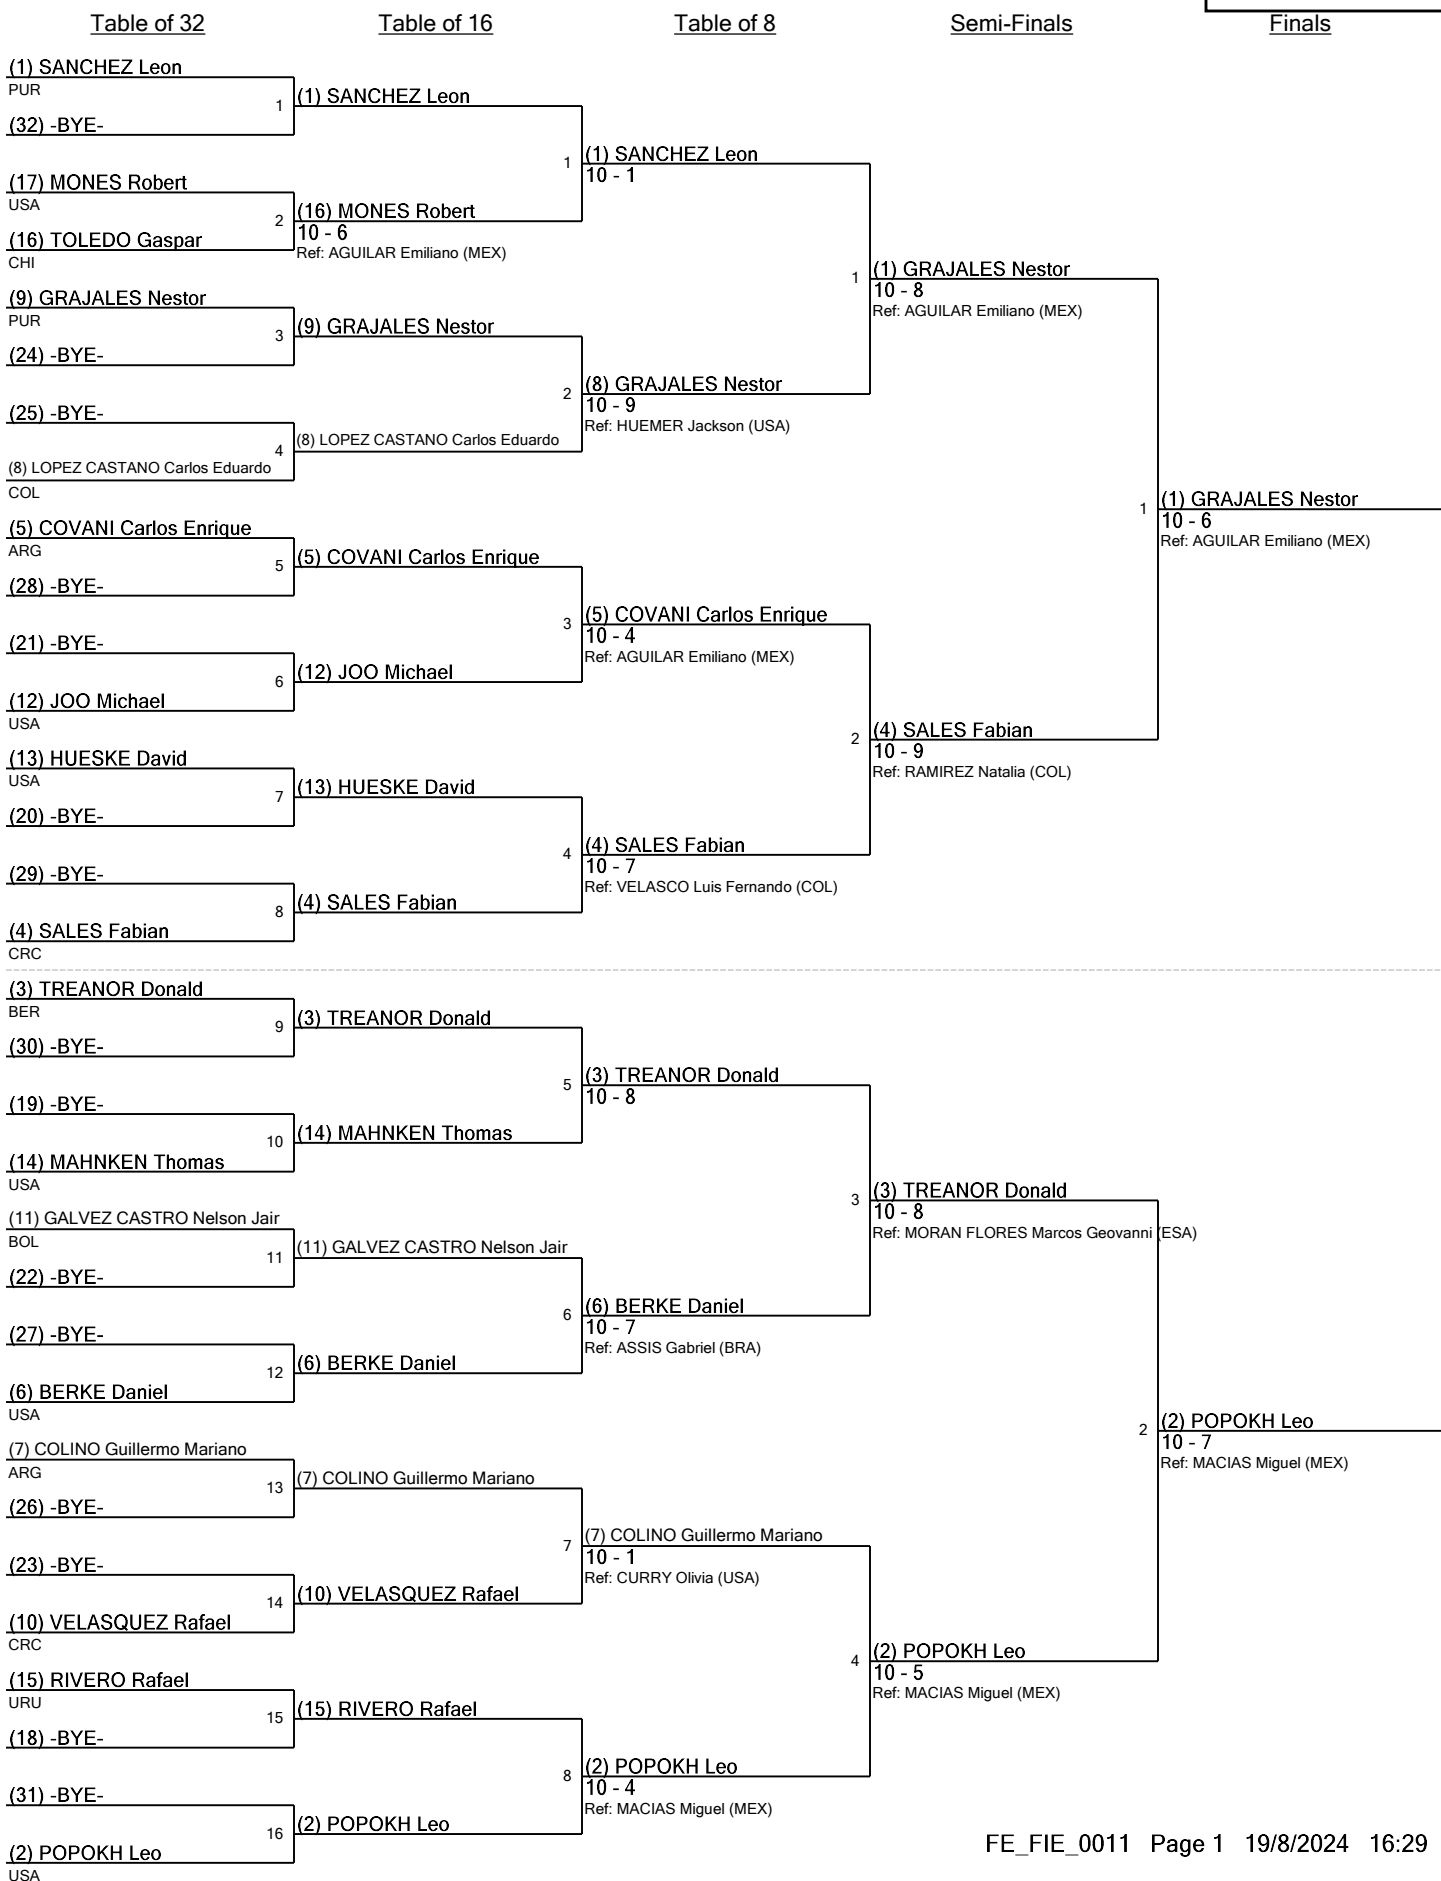 Table of 32
Table of 16
Table of 8
Semi-Finals
Finals
(1) SANCHEZ Leon
PUR
(32) -BYE-
1
(17) MONES Robert
USA
(16) TOLEDO Gaspar
CHI
2
(9) GRAJALES Nestor
PUR
(24) -BYE-
3
(25) -BYE-
(8) LOPEZ CASTANO Carlos Eduardo
COL
4
(5) COVANI Carlos Enrique
ARG
(28) -BYE-
5
(21) -BYE-
(12) JOO Michael
USA
6
(13) HUESKE David
USA
(20) -BYE-
7
(29) -BYE-
(4) SALES Fabian
CRC
8
(3) TREANOR Donald
BER
(30) -BYE-
9
(19) -BYE-
(14) MAHNKEN Thomas
USA
10
(11) GALVEZ CASTRO Nelson Jair
BOL
(22) -BYE-
11
(27) -BYE-
(6) BERKE Daniel
USA
12
(7) COLINO Guillermo Mariano
ARG
(26) -BYE-
13
(23) -BYE-
(10) VELASQUEZ Rafael
CRC
14
(15) RIVERO Rafael
URU
(18) -BYE-
15
(31) -BYE-
(2) POPOKH Leo
USA
16
(1) SANCHEZ Leon
(16) MONES Robert
10 - 6
Ref: AGUILAR Emiliano (MEX)
1
(9) GRAJALES Nestor
(8) LOPEZ CASTANO Carlos Eduardo
2
(5) COVANI Carlos Enrique
(12) JOO Michael
3
(13) HUESKE David
(4) SALES Fabian
4
(3) TREANOR Donald
(14) MAHNKEN Thomas
5
(11) GALVEZ CASTRO Nelson Jair
(6) BERKE Daniel
6
(7) COLINO Guillermo Mariano
(10) VELASQUEZ Rafael
7
(15) RIVERO Rafael
(2) POPOKH Leo
8
(1) SANCHEZ Leon
10 - 1
(8) GRAJALES Nestor
10 - 9
Ref: HUEMER Jackson (USA)
1
(5) COVANI Carlos Enrique
10 - 4
Ref: AGUILAR Emiliano (MEX)
(4) SALES Fabian
10 - 7
Ref: VELASCO Luis Fernando (COL)
2
(3) TREANOR Donald
10 - 8
(6) BERKE Daniel
10 - 7
Ref: ASSIS Gabriel (BRA)
3
(7) COLINO Guillermo Mariano
10 - 1
Ref: CURRY Olivia (USA)
(2) POPOKH Leo
10 - 4
Ref: MACIAS Miguel (MEX)
4
(1) GRAJALES Nestor
10 - 8
Ref: AGUILAR Emiliano (MEX)
(4) SALES Fabian
10 - 9
Ref: RAMIREZ Natalia (COL)
1
(3) TREANOR Donald
10 - 8
Ref: MORAN FLORES Marcos Geovanni (ESA)
(2) POPOKH Leo
10 - 5
Ref: MACIAS Miguel (MEX)
2
(1) GRAJALES Nestor
10 - 6
Ref: AGUILAR Emiliano (MEX)
(2) POPOKH Leo
10 - 7
Ref: MACIAS Miguel (MEX)
FE_FIE_0011 Page 1 19/8/2024 16:29